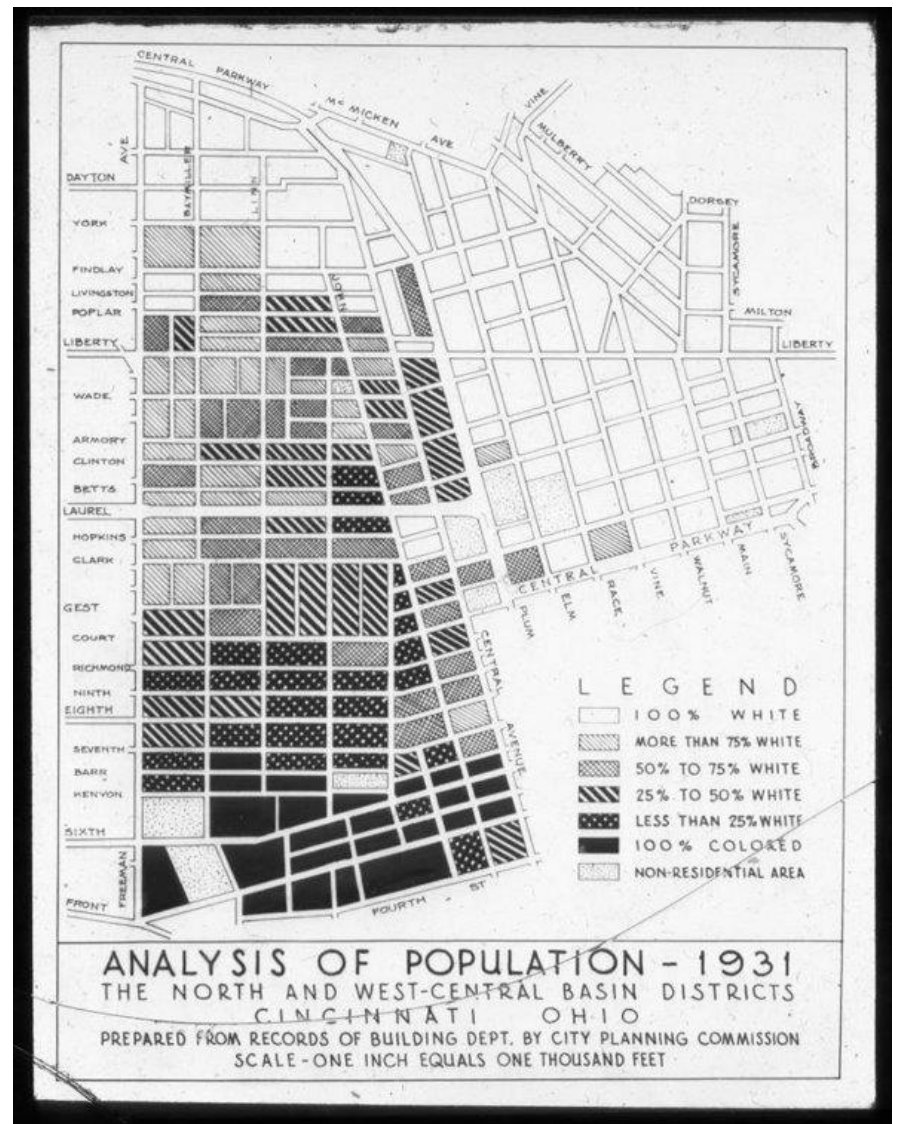 CENTRAL PARKWAY
McMICKEN AVE
VINE
MULBERRY
AVE
BAYMILLER
LINN
DAYTON
DORSEY
SYCAMORE
YORK
FINDLAY
LIVINGSTON
JOHN
POPLAR
MILTON
LIBERTY
LIBERTY
WADE
BROADWAY
ARMORY
CLINTON
BETTS
LAUREL
HOPKINS
CLARK
CENTRAL PARKWAY
PLUM
ELM
RACE
VINE
WALNUT
MAIN
SYCAMORE
GEST
COURT
CENTRAL AVENUE
RICHMOND
NINTH
EIGHTH
SEVENTH
BARR
KENYON
SIXTH
FREEMAN
FRONT
FOURTH ST
LEGEND
100% WHITE
MORE THAN 75% WHITE
50% TO 75% WHITE
25% TO 50% WHITE
LESS THAN 25% WHITE
100% COLORED
NON-RESIDENTIAL AREA
ANALYSIS OF POPULATION - 1931
THE NORTH AND WEST-CENTRAL BASIN DISTRICTS
CINCINNATI OHIO
PREPARED FROM RECORDS OF BUILDING DEPT. BY CITY PLANNING COMMISSION
SCALE - ONE INCH EQUALS ONE THOUSAND FEET